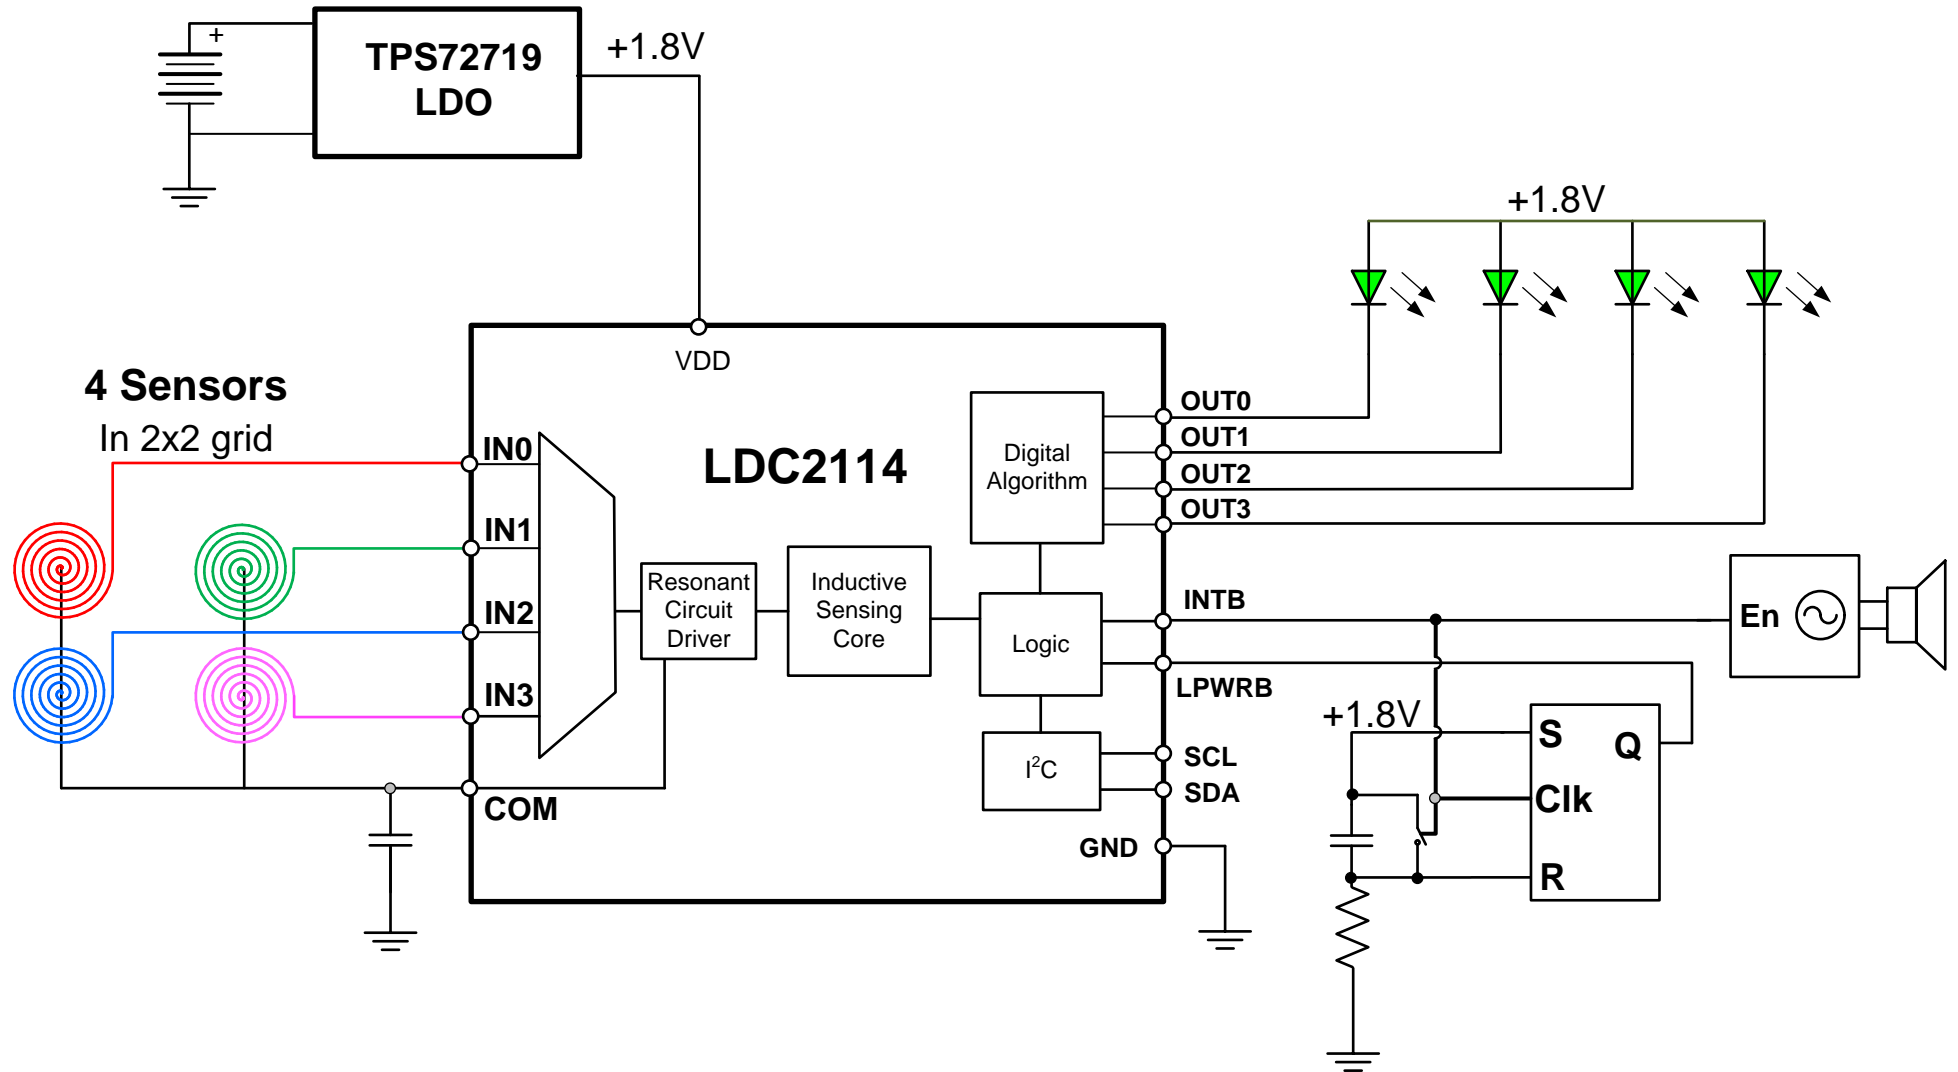 +
TPS72719
LDO
+1.8V
+1.8V
VDD
4 Sensors
In 2x2 grid
IN0
IN1
IN2
IN3
COM
LDC2114
Resonant
Circuit
Driver
Inductive
Sensing
Core
Digital
Algorithm
Logic
I²C
OUT0
OUT1
OUT2
OUT3
INTB
LPWRB
SCL
SDA
GND
En
+1.8V
S
Q
Clk
R